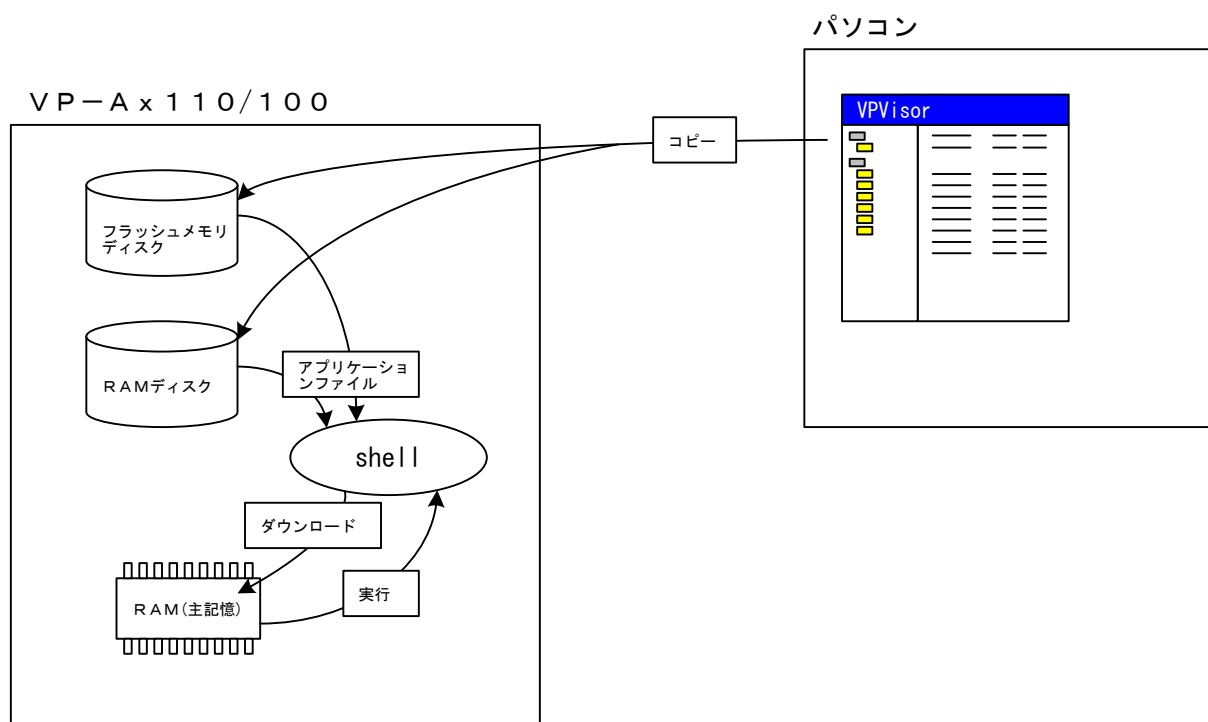 パソコン
ＶＰ－Ａｘ１１０/１００
VPVisor
コピー
フラッシュメモリ
ディスク
ＲＡＭディスク
アプリケーショ
ンファイル
shell
ダウンロード
ＲＡＭ(主記憶)
実行